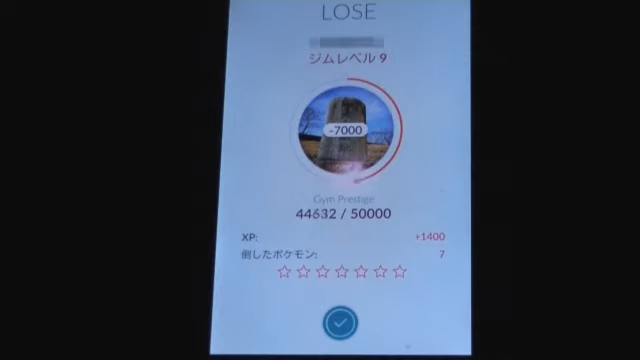 LOSE
ジムレベル 9
-7000
Gym Prestige
44632 / 50000
XP: +1400
倒したポケモン: 7